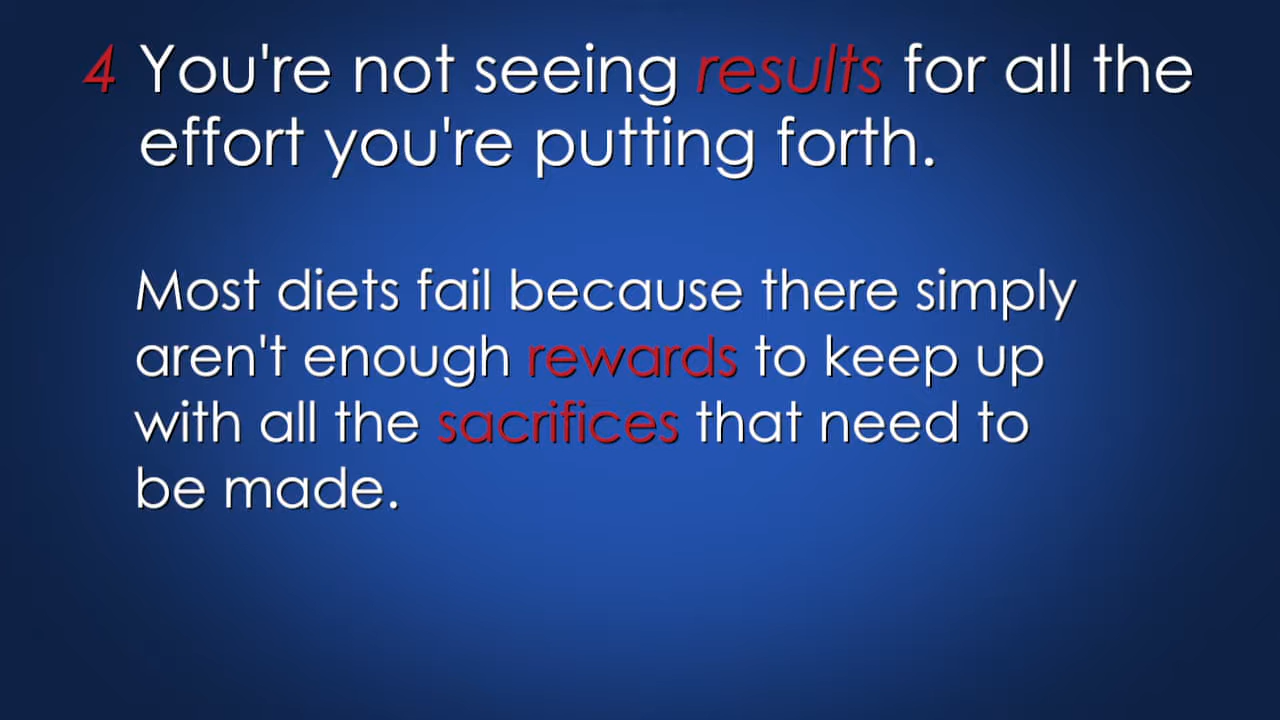 4 You're not seeing results for all the
effort you're putting forth.
Most diets fail because there simply
aren't enough rewards to keep up
with all the sacrifices that need to
be made.